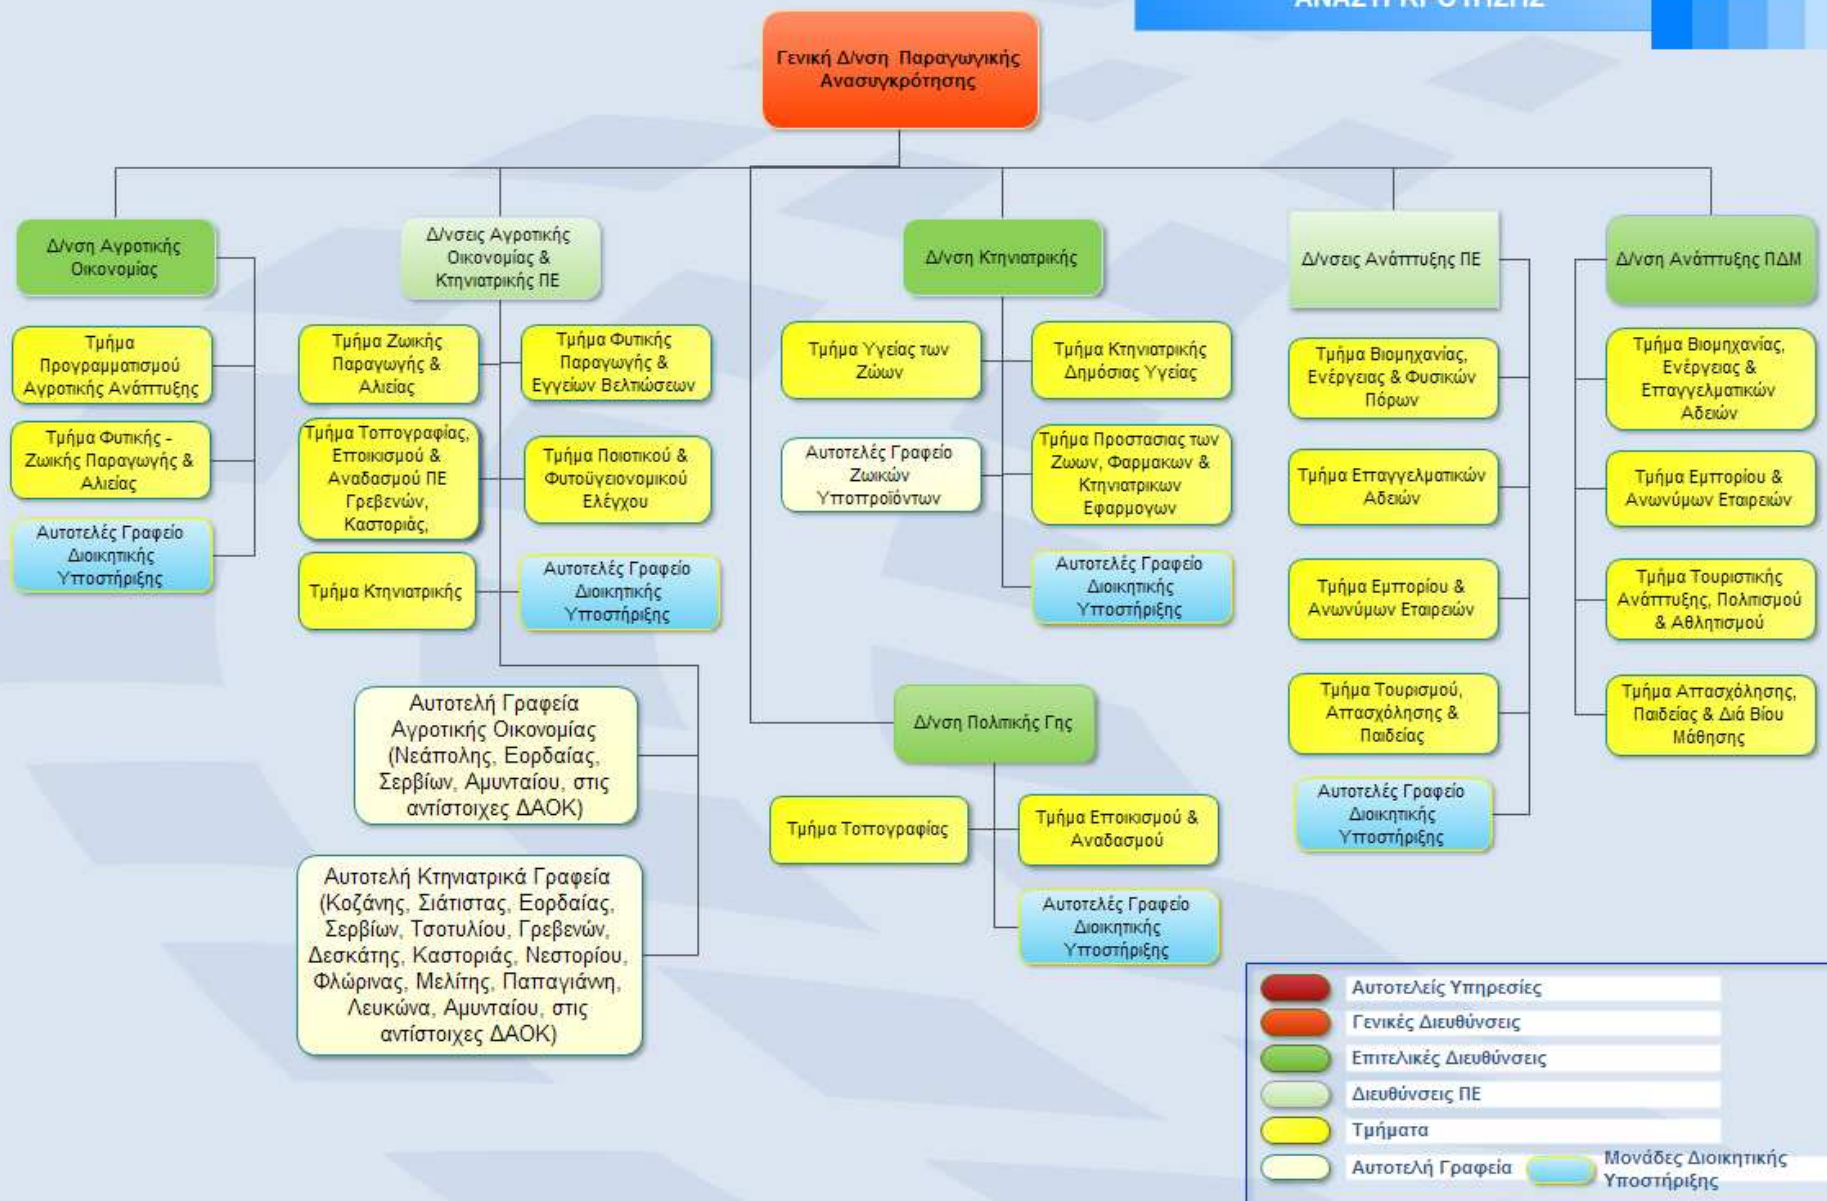 Γενική Δ/νση Παραγωγικής
Ανασυγκρότησης
Δ/νση Αγροτικής
Οικονομίας
Τμήμα
Προγραμματισμού
Αγροτικής Ανάπτυξης
Τμήμα Φυτικής -
Ζωικής Παραγωγής &
Αλιείας
Αυτοτελές Γραφείο
Διοικητικής
Υποστήριξης
Δ/νσεις Αγροτικής
Οικονομίας &
Κτηνιατρικής ΠΕ
Τμήμα Ζωικής
Παραγωγής &
Αλιείας
Τμήμα Φυτικής
Παραγωγής &
Εγγείων Βελτιώσεων
Τμήμα Τοπογραφίας,
Εποικισμού &
Αναδασμού ΠΕ
Γρεβενών,
Καστοριάς,
Τμήμα Ποιοτικού &
Φυτοϋγειονομικού
Ελέγχου
Τμήμα Κτηνιατρικής
Αυτοτελές Γραφείο
Διοικητικής
Υποστήριξης
Αυτοτελή Γραφεία
Αγροτικής Οικονομίας
(Νεάπολης, Εορδαίας,
Σερβίων, Αμυνταίου, στις
αντίστοιχες ΔΑΟΚ)
Αυτοτελή Κτηνιατρικά Γραφεία
(Κοζάνης, Σιάτιστας, Εορδαίας,
Σερβίων, Τσοτυλίου, Γρεβενών,
Δεσκάτης, Καστοριάς, Νεστορίου,
Φλώρινας, Μελίτης, Παπαγιάννη,
Λευκώνα, Αμυνταίου, στις
αντίστοιχες ΔΑΟΚ)
Δ/νση Κτηνιατρικής
Τμήμα Υγείας των
Ζώων
Τμήμα Κτηνιατρικής
Δημόσιας Υγείας
Αυτοτελές Γραφείο
Ζωικών
Υποπροϊόντων
Τμήμα Προστασιας των
Ζωων, Φαρμακων &
Κτηνιατρικων
Εφαρμογων
Αυτοτελές Γραφείο
Διοικητικής
Υποστήριξης
Δ/νση Πολιτικής Γης
Τμήμα Τοπογραφίας
Τμήμα Εποικισμού &
Αναδασμού
Αυτοτελές Γραφείο
Διοικητικής
Υποστήριξης
Δ/νσεις Ανάπτυξης ΠΕ
Τμήμα Βιομηχανίας,
Ενέργειας & Φυσικών
Πόρων
Τμήμα Επαγγελματικών
Αδειών
Τμήμα Εμπορίου &
Ανωνύμων Εταιρειών
Τμήμα Τουρισμού,
Απασχόλησης &
Παιδείας
Αυτοτελές Γραφείο
Διοικητικής
Υποστήριξης
Δ/νση Ανάπτυξης ΠΔΜ
Τμήμα Βιομηχανίας,
Ενέργειας &
Επαγγελματικών
Αδειών
Τμήμα Εμπορίου &
Ανωνύμων Εταιρειών
Τμήμα Τουριστικής
Ανάπτυξης, Πολιτισμού
& Αθλητισμού
Τμήμα Απασχόλησης,
Παιδείας & Διά Βίου
Μάθησης
Αυτοτελείς Υπηρεσίες
Γενικές Διευθύνσεις
Επιτελικές Διευθύνσεις
Διευθύνσεις ΠΕ
Τμήματα
Αυτοτελή Γραφεία
Μονάδες Διοικητικής
Υποστήριξης